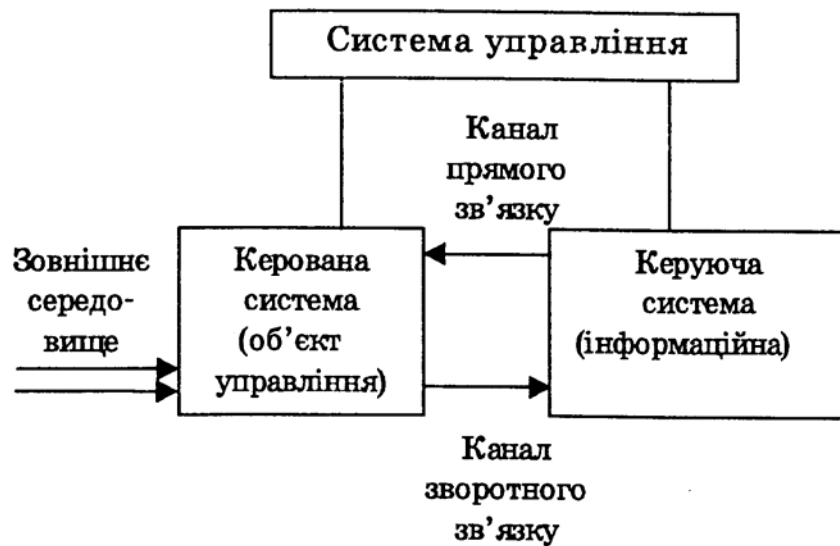 Система управління
Канал
прямого
зв’язку
Зовнішнє
середо-
вище
Керована
система
(об’єкт
управління)
Керуюча
система
(інформаційна)
Канал
зворотного
зв’язку